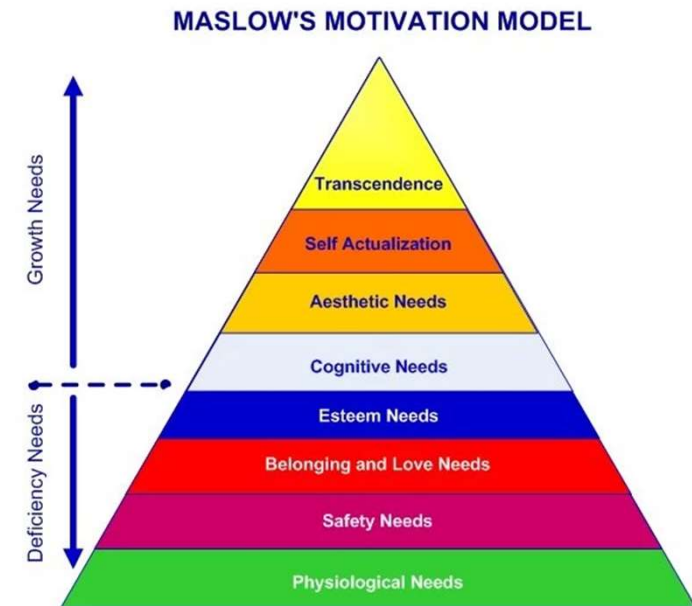 MASLOW'S MOTIVATION MODEL
Growth Needs
Deficiency Needs
Transcendence
Self Actualization
Aesthetic Needs
Cognitive Needs
Esteem Needs
Belonging and Love Needs
Safety Needs
Physiological Needs